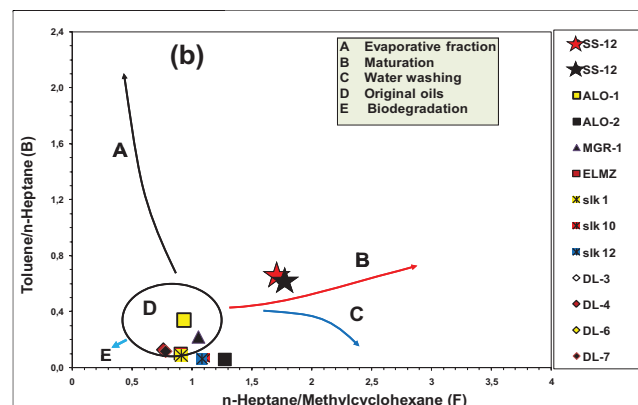 (b)
A Evaporative fraction
B Maturation
C Water washing
D Original oils
E Biodegradation
Toluene/n-Heptane (B)
2,4
2,0
1,6
1,2
0,8
0,4
0,0
A
B
C
D
E
0 0,5 1 1,5 2 2,5 3 3,5 4
n-Heptane/Methylcyclohexane (F)
SS-12
SS-12
ALO-1
ALO-2
MGR-1
ELMZ
slk 1
slk 10
slk 12
DL-3
DL-4
DL-6
DL-7